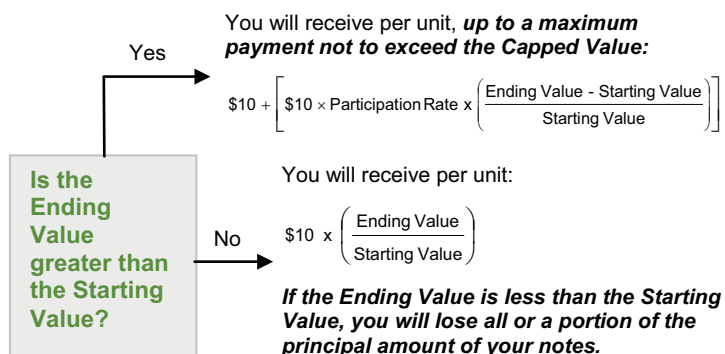 You will receive per unit, up to a maximum
payment not to exceed the Capped Value:
Yes
$10 + [ $10 × Participation Rate x ( Ending Value - Starting Value / Starting Value ) ]
Is the
Ending
Value
greater than
the Starting
Value?
No
You will receive per unit:
$10 x ( Ending Value / Starting Value )
If the Ending Value is less than the Starting
Value, you will lose all or a portion of the
principal amount of your notes.